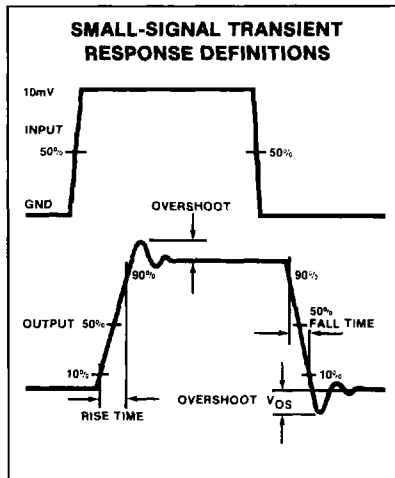 SMALL-SIGNAL TRANSIENT
RESPONSE DEFINITIONS
10mV
INPUT
50%
50%
GND
OVERSHOOT
90%
90%
OUTPUT
50%
50%
FALL TIME
10%
10%
RISE TIME
OVERSHOOT VOS